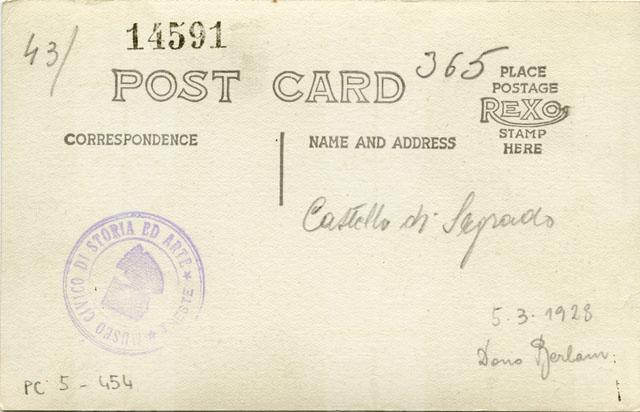 43/
14591
365
POST CARD
PLACE
POSTAGE
REXO
STAMP
HERE
CORRESPONDENCE
NAME AND ADDRESS
Castello di Sagrado
MUSEO CIVICO DI STORIA ED ARTE ★ TRIESTE ★
5.3.1928
Dono Berlam
PC 5-454